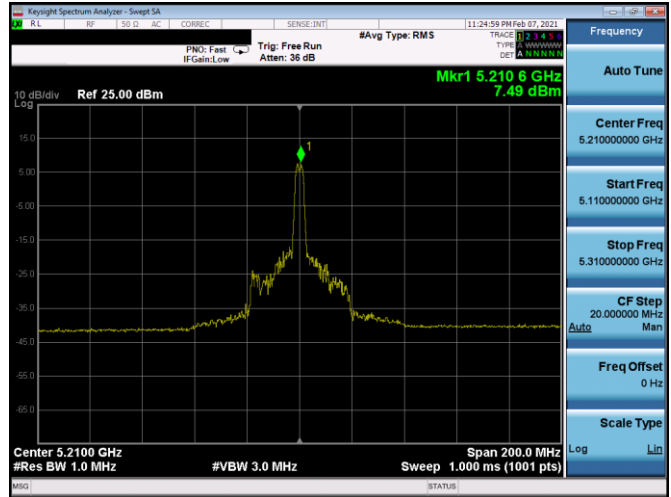 Keysight Spectrum Analyzer - Swept SA
RL RF 50 Ω AC CORREC SENSE:INT 11:24:59 PM Feb 07, 2021
#Avg Type: RMS
TRACE 1 2 3 4 5 6
PNO: Fast Trig: Free Run TYPE A WWWWW
IFGain:Low Atten: 36 dB DET A N N N N N
Mkr1 5.210 6 GHz
7.49 dBm
10 dB/div Ref 25.00 dBm
Log
1
15.0
5.00
-5.00
-15.0
-25.0
-35.0
-45.0
-55.0
-65.0
Center 5.2100 GHz Span 200.0 MHz
#Res BW 1.0 MHz #VBW 3.0 MHz Sweep 1.000 ms (1001 pts)
MSG STATUS
Frequency
Auto Tune
Center Freq
5.210000000 GHz
Start Freq
5.110000000 GHz
Stop Freq
5.310000000 GHz
CF Step
20.000000 MHz
Auto Man
Freq Offset
0 Hz
Scale Type
Log Lin